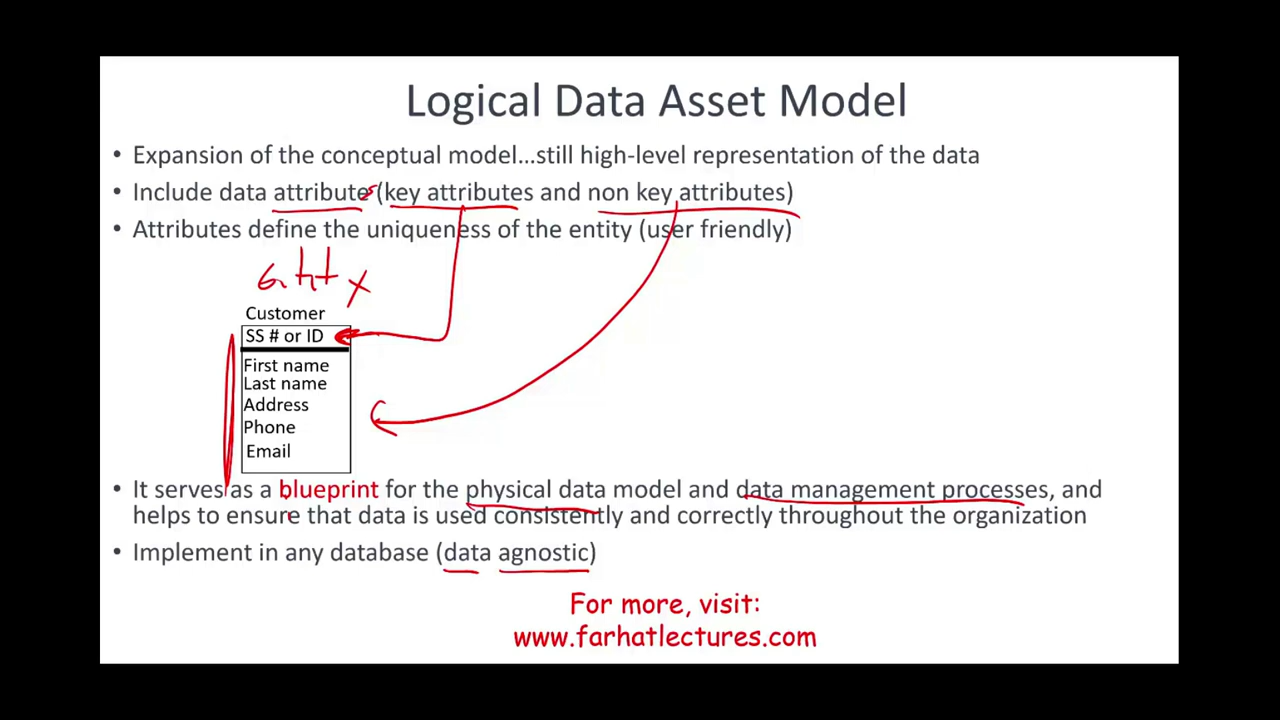 Logical Data Asset Model
• Expansion of the conceptual model...still high-level representation of the data
• Include data attributes (key attributes and non key attributes)
• Attributes define the uniqueness of the entity (user friendly)
Customer
SS # or ID
First name
Last name
Address
Phone
Email
• It serves as a blueprint for the physical data model and data management processes, and
helps to ensure that data is used consistently and correctly throughout the organization
• Implement in any database (data agnostic)
For more, visit:
www.farhatlectures.com